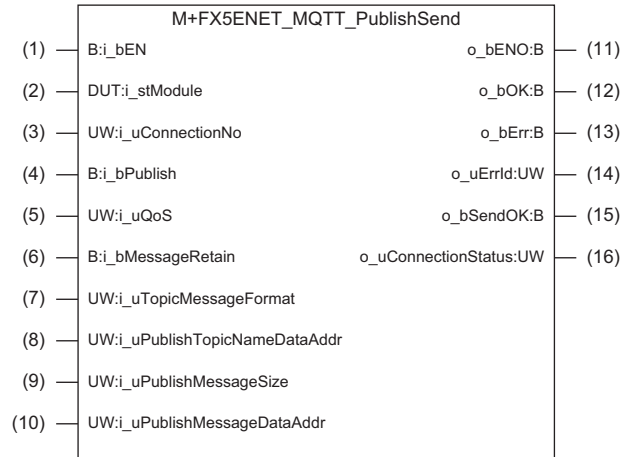 M+FX5ENET_MQTT_PublishSend
(1) B:i_bEN o_bENO:B (11)
(2) DUT:i_stModule o_bOK:B (12)
(3) UW:i_uConnectionNo o_bErr:B (13)
(4) B:i_bPublish o_uErrId:UW (14)
(5) UW:i_uQoS o_bSendOK:B (15)
(6) B:i_bMessageRetain o_uConnectionStatus:UW (16)
(7) UW:i_uTopicMessageFormat
(8) UW:i_uPublishTopicNameDataAddr
(9) UW:i_uPublishMessageSize
(10) UW:i_uPublishMessageDataAddr